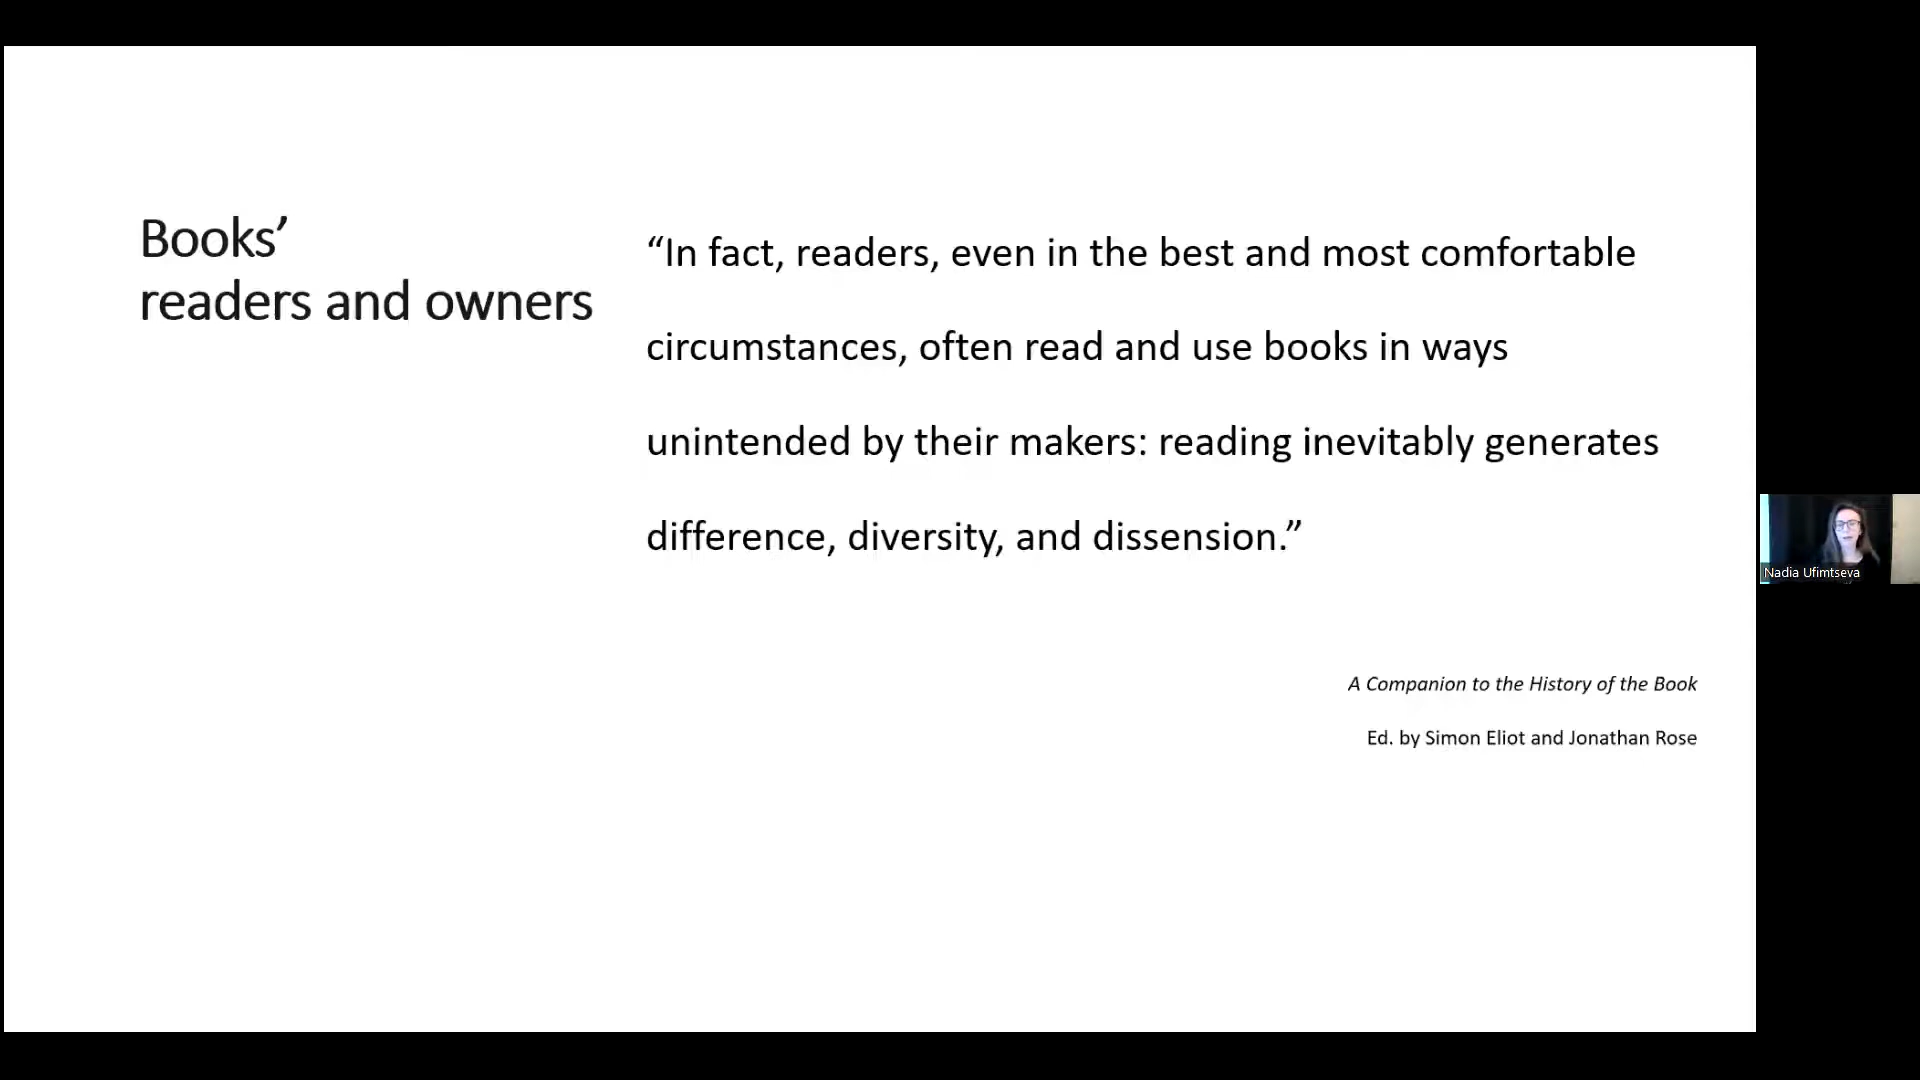 Books’
readers and owners
“In fact, readers, even in the best and most comfortable
circumstances, often read and use books in ways
unintended by their makers: reading inevitably generates
difference, diversity, and dissension.”
A Companion to the History of the Book
Ed. by Simon Eliot and Jonathan Rose
Nadia Ufimtseva